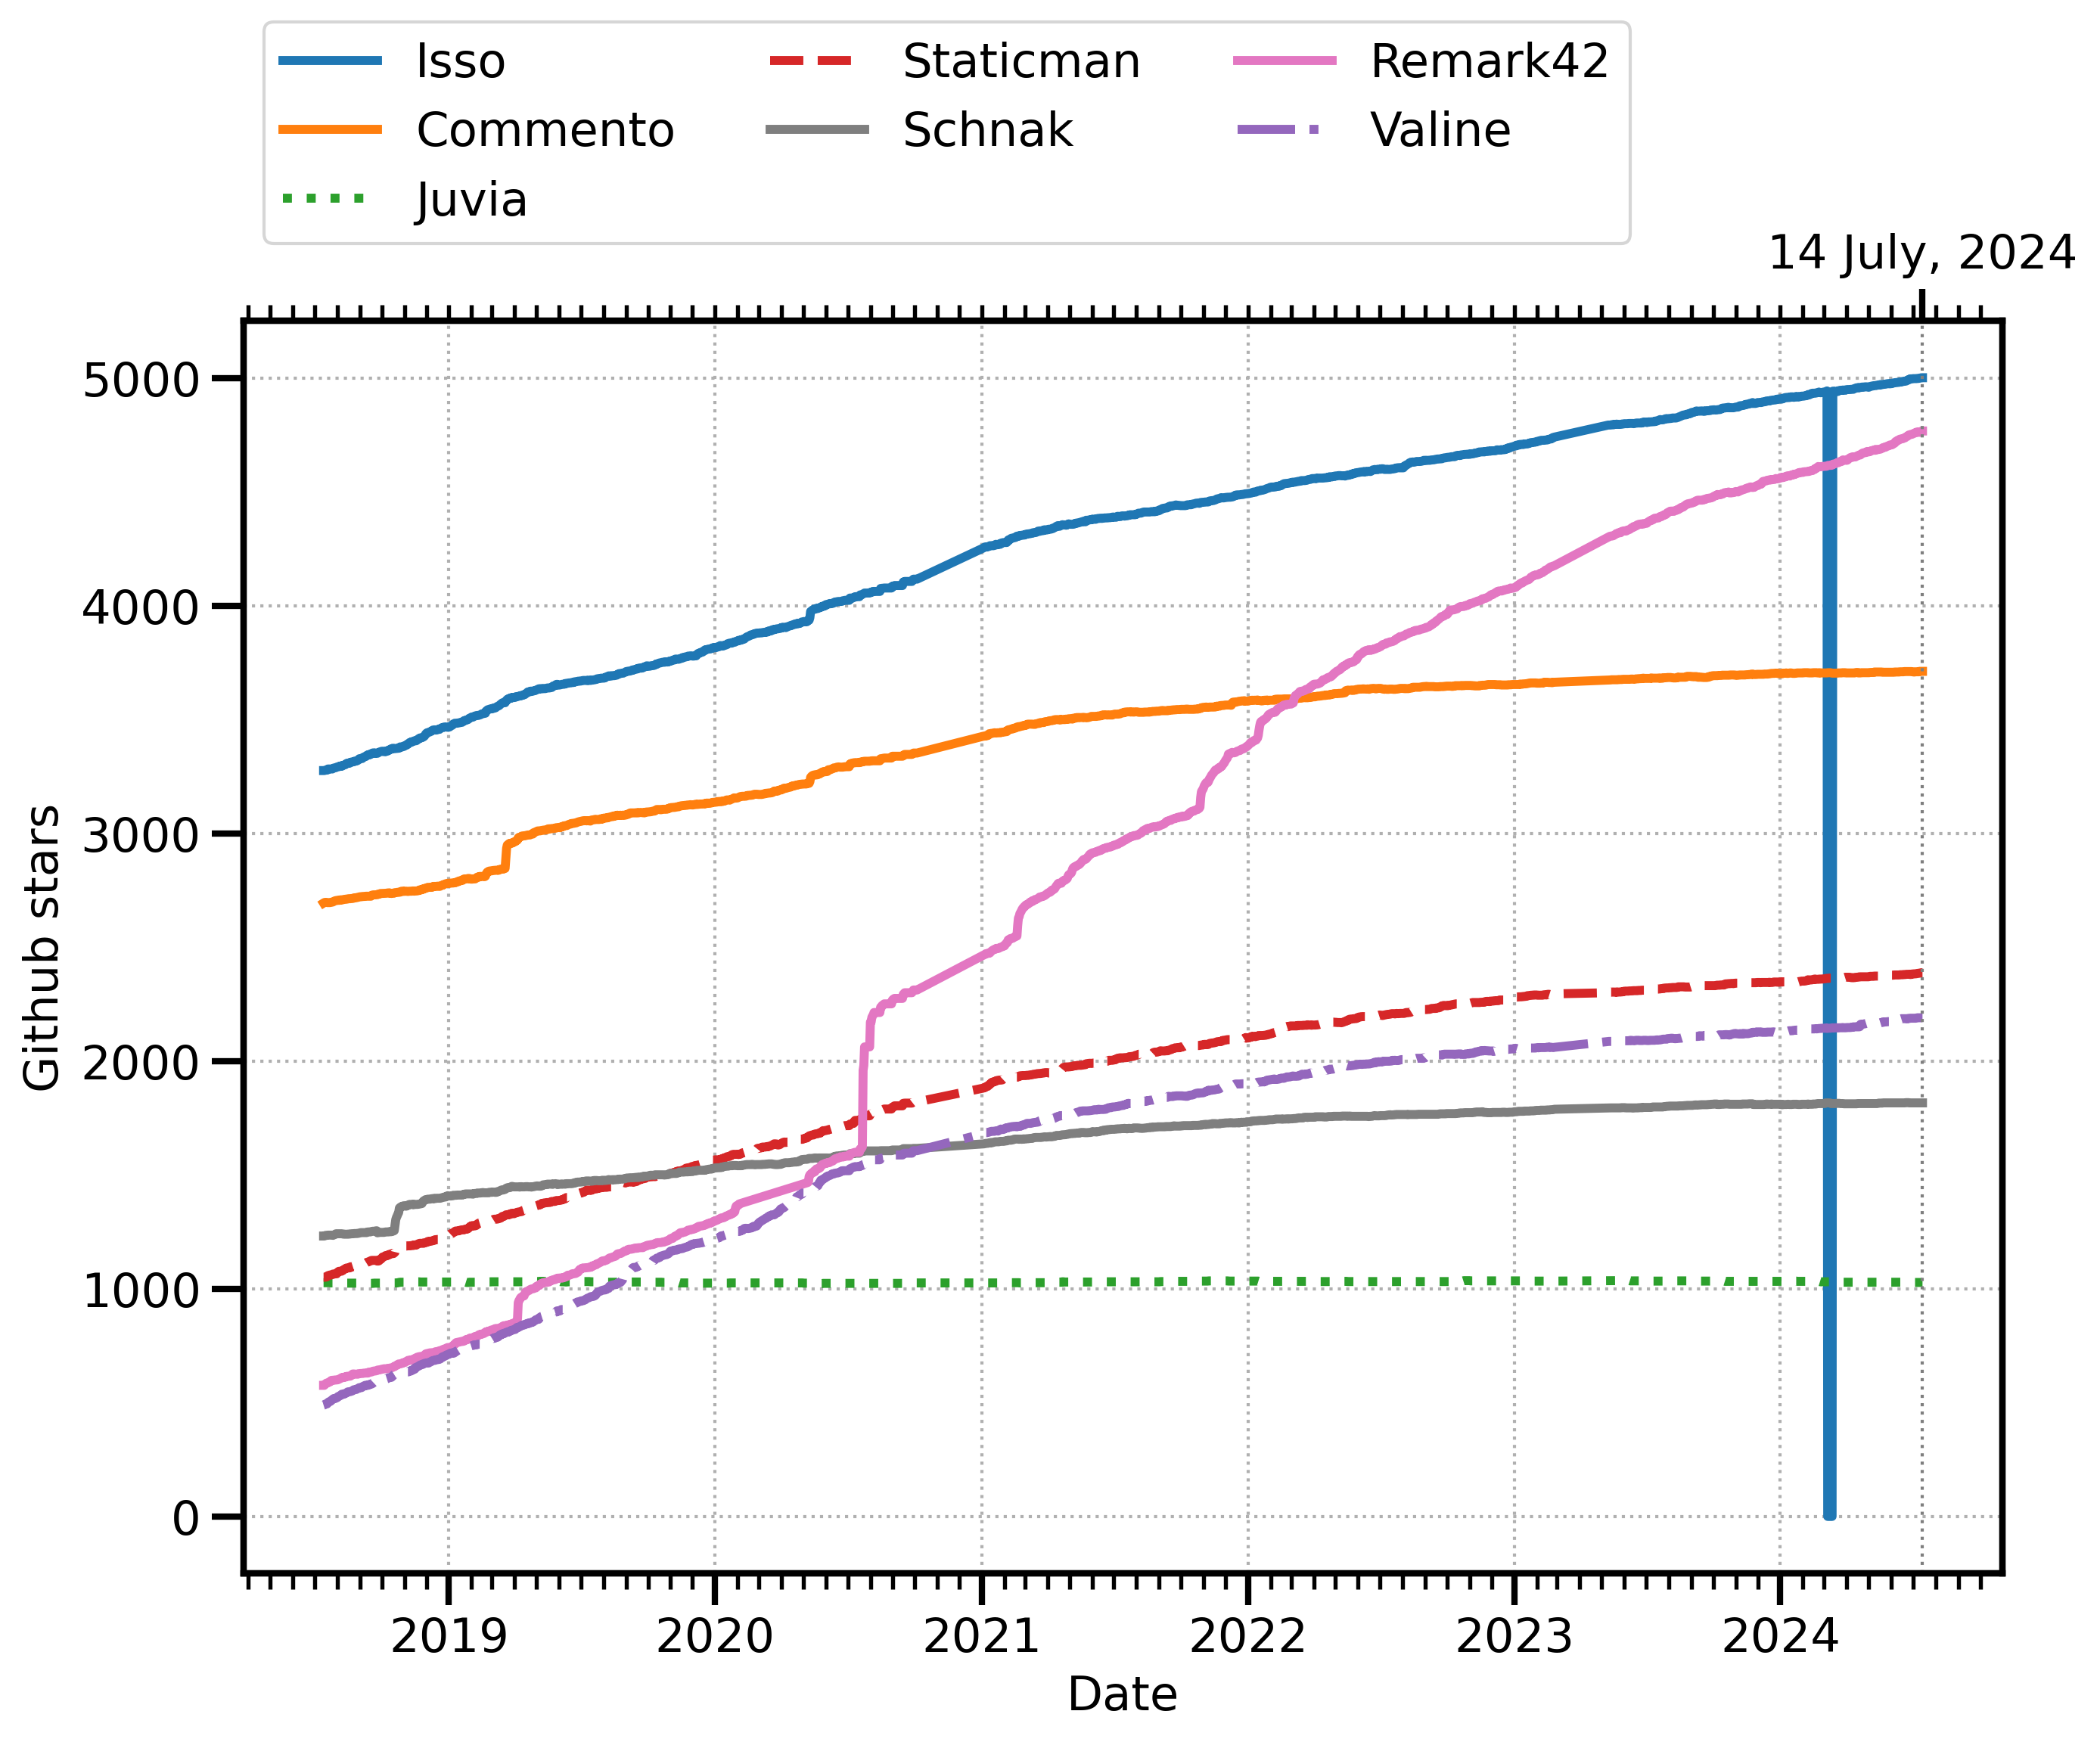 Isso
Commento
Juvia
Staticman
Schnak
Remark42
Valine
14 July, 2024
5000
4000
3000
2000
1000
0
Github stars
2019 2020 2021 2022 2023 2024
Date